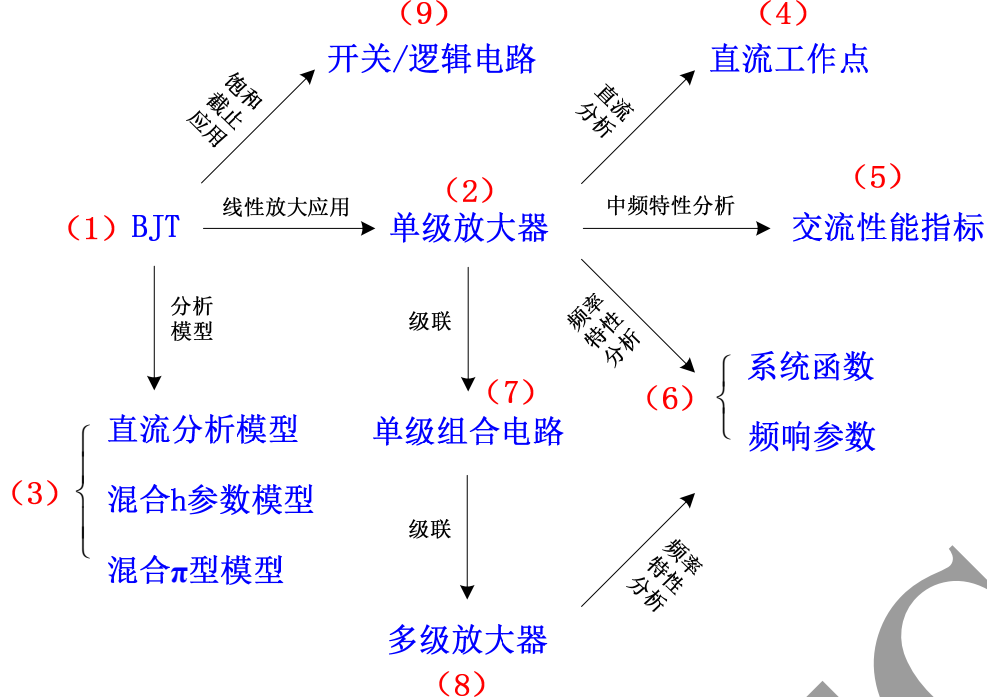 (9)
开关/逻辑电路
(4)
直流工作点
饱和
截止
应用
直流
分析
(1) BJT
线性放大应用
(2)
单级放大器
中频特性分析
(5)
交流性能指标
分析
模型
级联
频率
特性
分析
(6)
系统函数
频响参数
(7)
单级组合电路
(3)
直流分析模型
混合h参数模型
混合π型模型
级联
频率
特性
分析
多级放大器
(8)